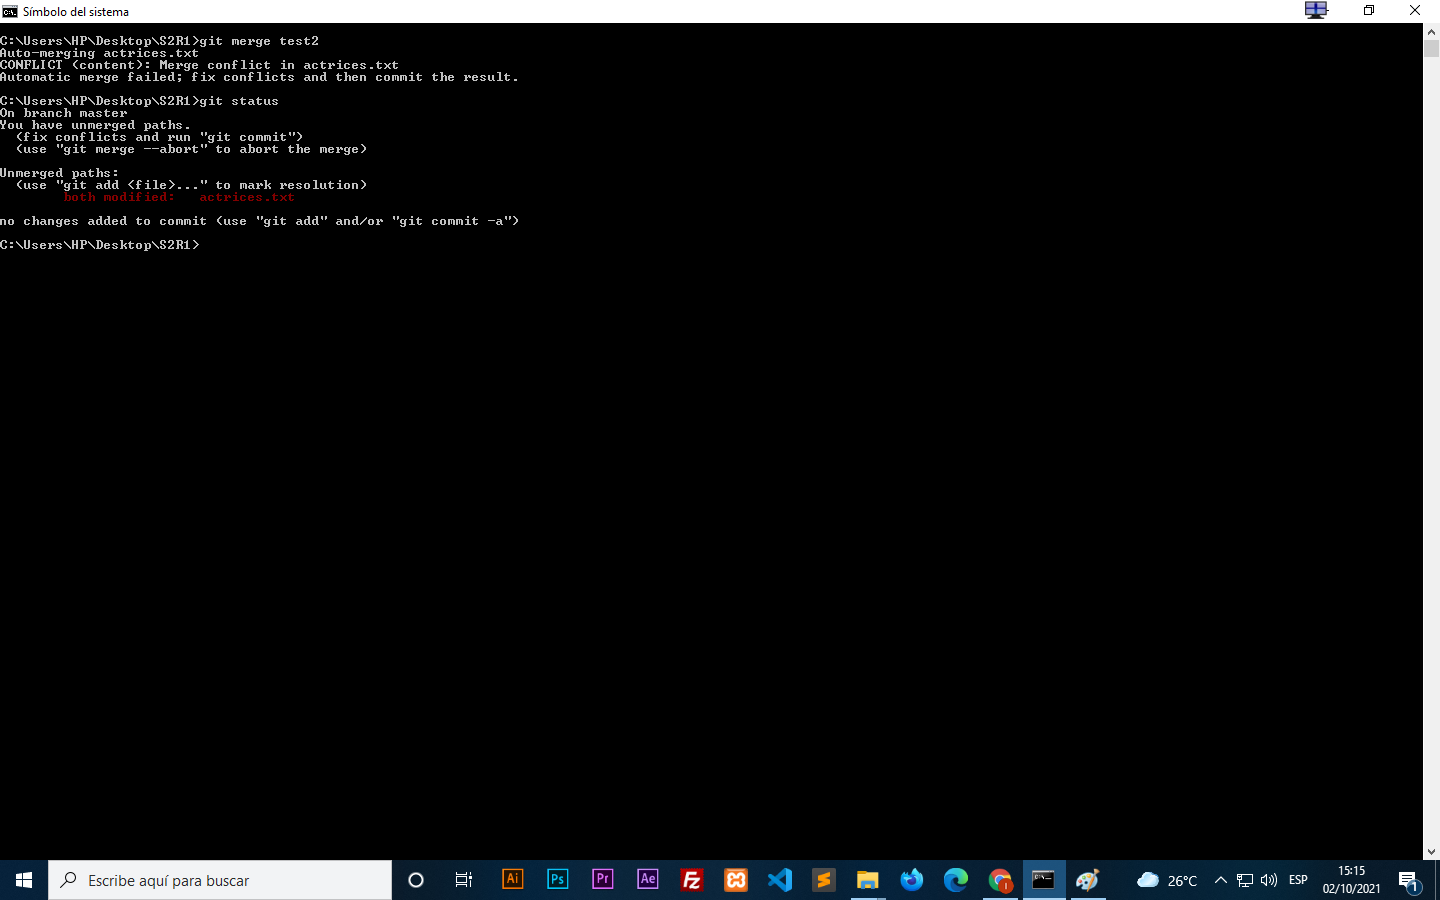 Símbolo del sistema
C:\Users\HP\Desktop\S2R1>git merge test2
Auto-merging actrices.txt
CONFLICT (content): Merge conflict in actrices.txt
Automatic merge failed; fix conflicts and then commit the result.
C:\Users\HP\Desktop\S2R1>git status
On branch master
You have unmerged paths.
  (fix conflicts and run "git commit")
  (use "git merge --abort" to abort the merge)
Unmerged paths:
  (use "git add <file>..." to mark resolution)
        both modified:   actrices.txt
no changes added to commit (use "git add" and/or "git commit -a")
C:\Users\HP\Desktop\S2R1>
Escribe aquí para buscar
Ai
Ps
Pr
Ae
Fz
26°C
ESP
15:15
02/10/2021
1